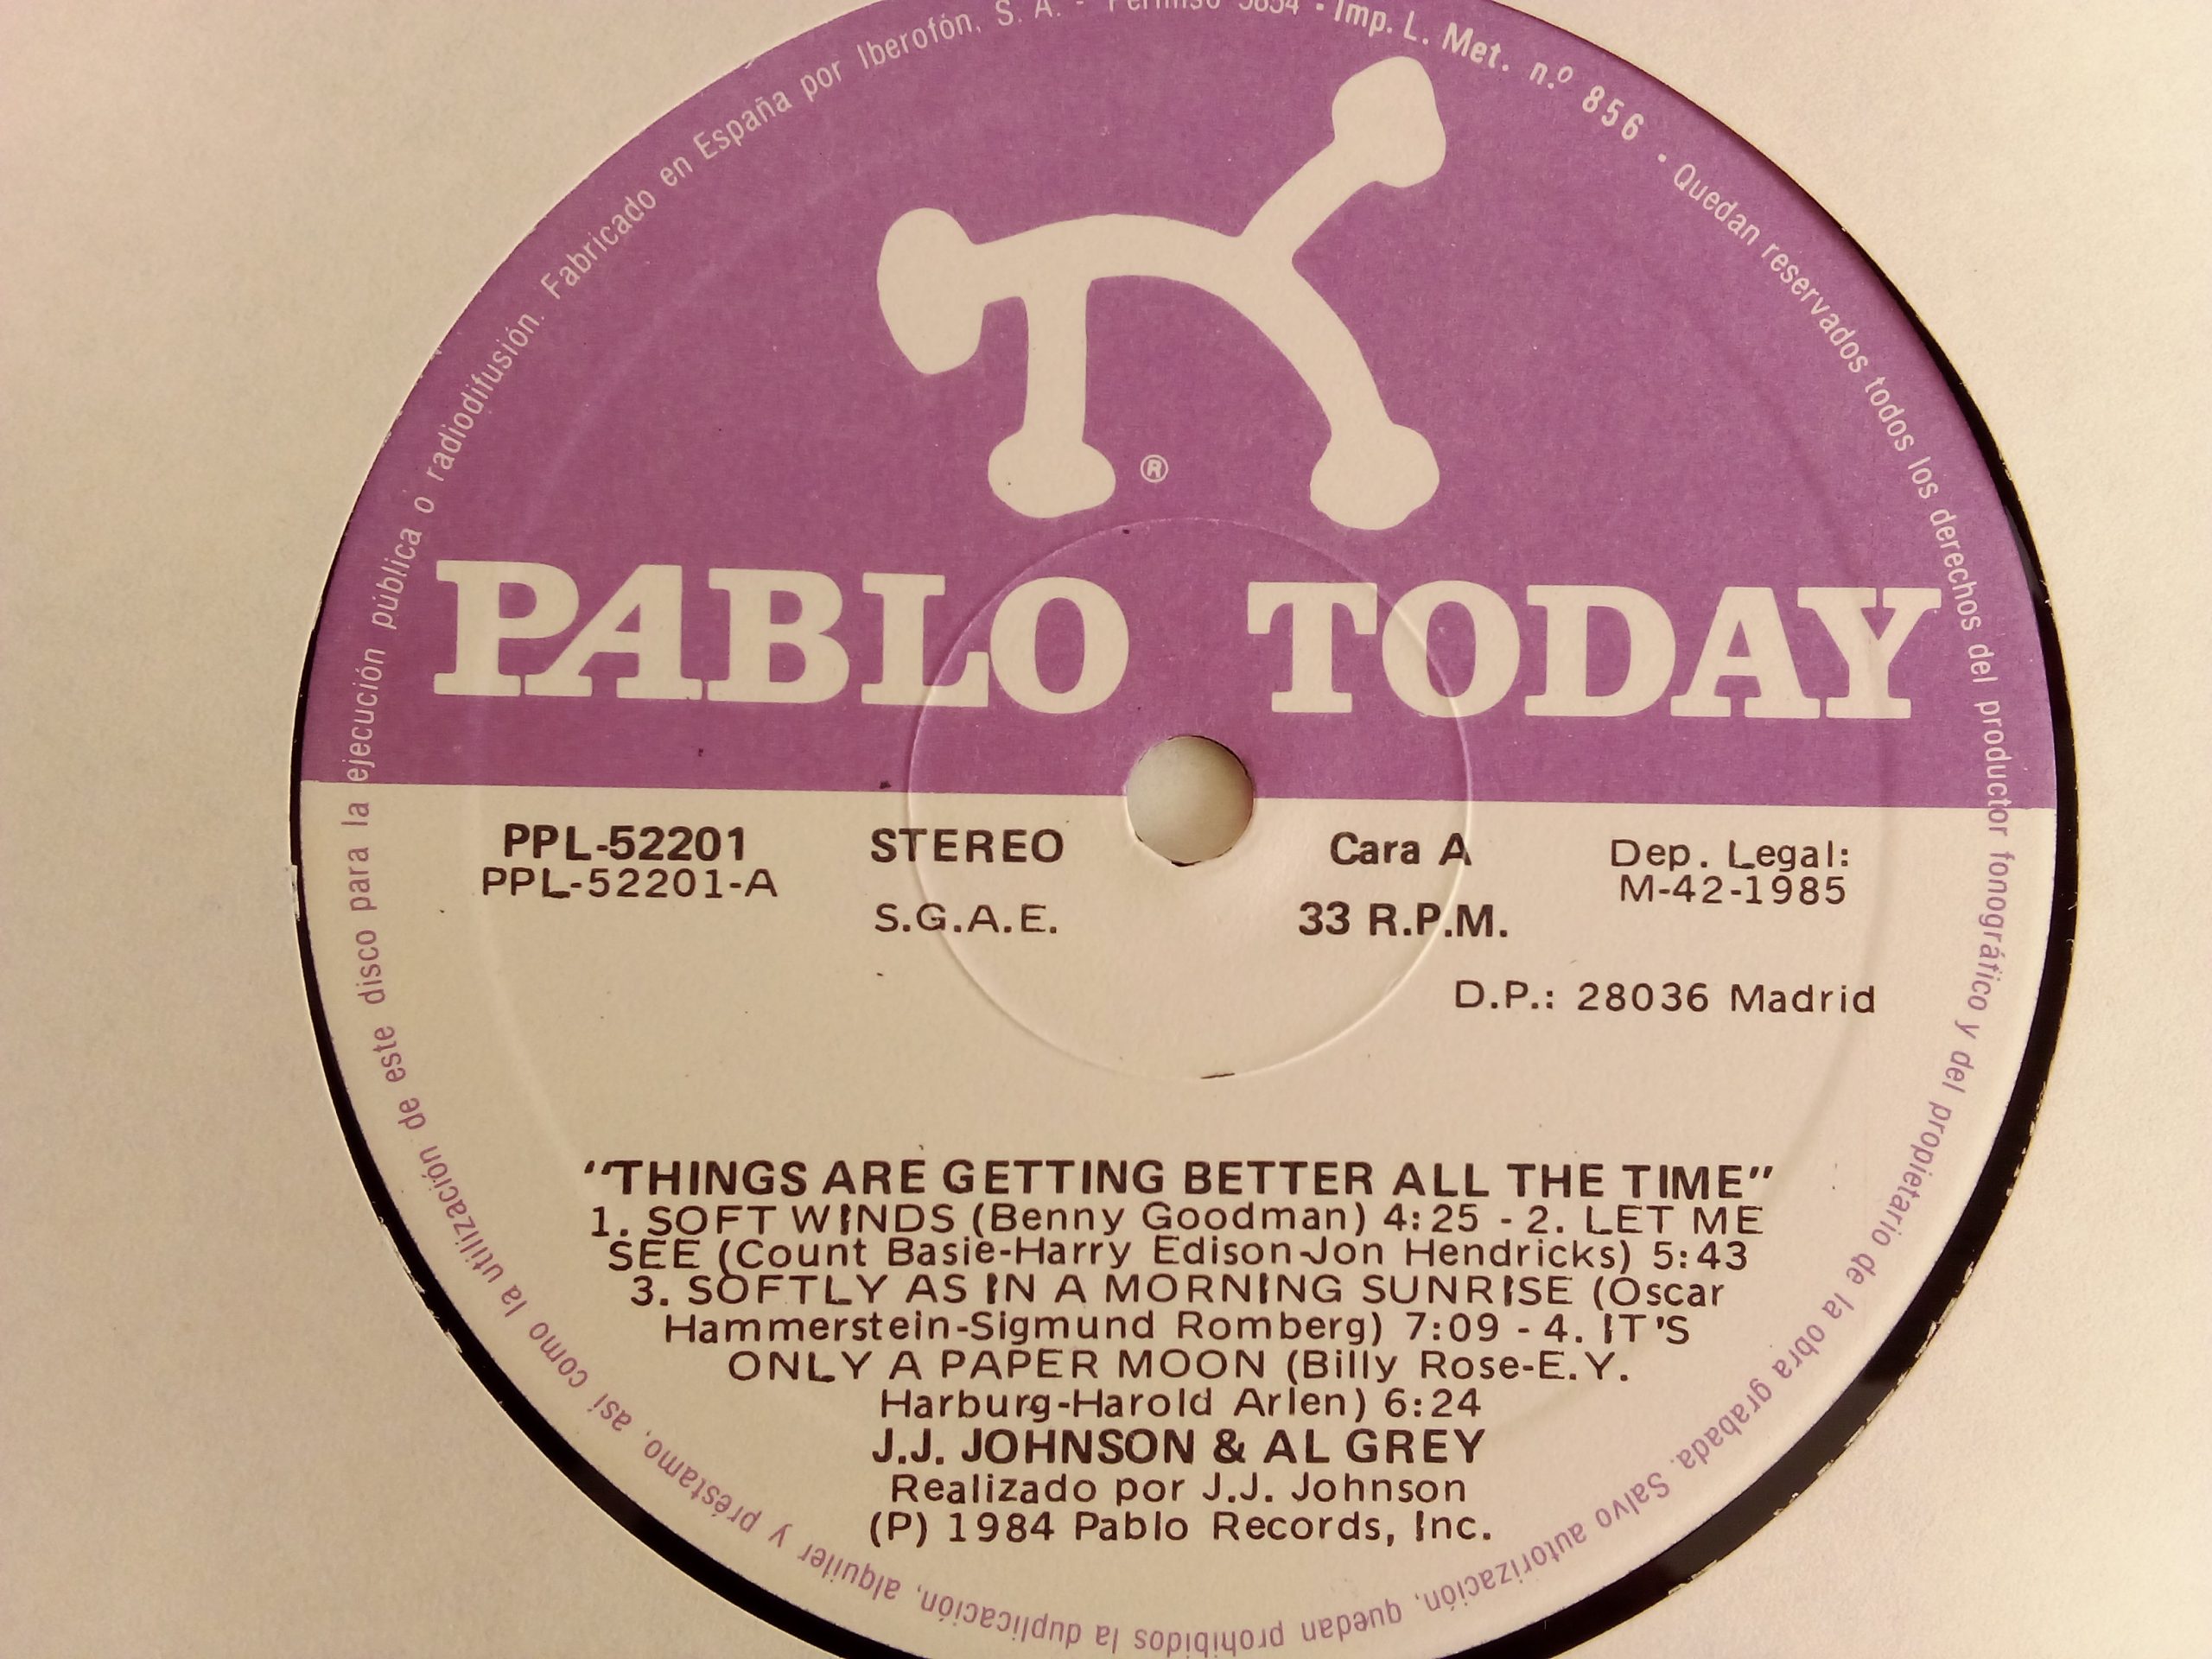 Fabricado en España por Iberofón, S. A. - Permiso 5834 - Imp. L. Met. n.º 856 · Quedan reservados todos los derechos del productor fonográfico y del propietario de la obra grabada. Salvo autorización, quedan prohibidos la duplicación, alquiler y préstamo, así como la utilización de este disco para la ejecución pública o radiodifusión.
®
PABLO TODAY
PPL-52201 STEREO Cara A Dep. Legal:
PPL-52201-A S.G.A.E. 33 R.P.M. M-42-1985
D.P.: 28036 Madrid
"THINGS ARE GETTING BETTER ALL THE TIME"
1. SOFT WINDS (Benny Goodman) 4:25 - 2. LET ME
SEE (Count Basie-Harry Edison-Jon Hendricks) 5:43
3. SOFTLY AS IN A MORNING SUNRISE (Oscar
Hammerstein-Sigmund Romberg) 7:09 - 4. IT'S
ONLY A PAPER MOON (Billy Rose-E.Y.
Harburg-Harold Arlen) 6:24
J.J. JOHNSON & AL GREY
Realizado por J.J. Johnson
(P) 1984 Pablo Records, Inc.